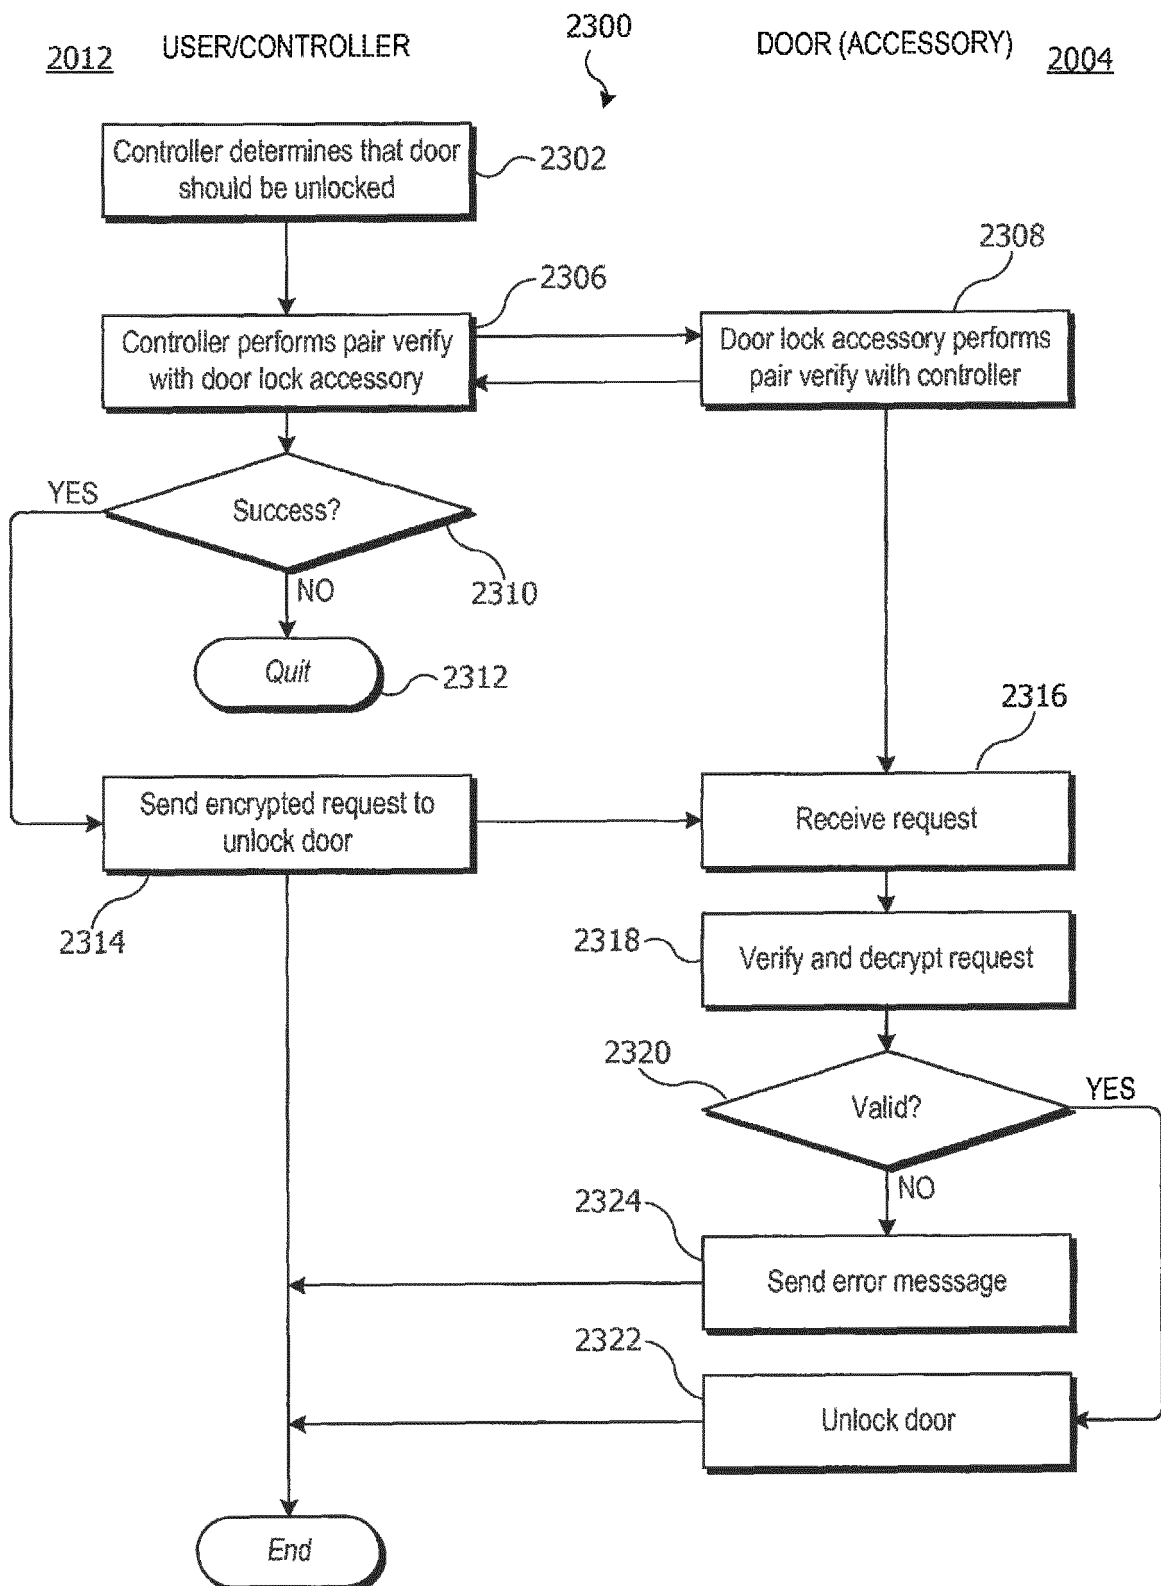 2012
USER/CONTROLLER
2300
DOOR (ACCESSORY)
2004
Controller determines that door
should be unlocked
2302
2306
2308
Controller performs pair verify
with door lock accessory
Door lock accessory performs
pair verify with controller
YES
Success?
2310
NO
Quit
2312
2316
Send encrypted request to
unlock door
Receive request
2314
2318
Verify and decrypt request
2320
Valid?
YES
NO
2324
Send error messsage
2322
Unlock door
End